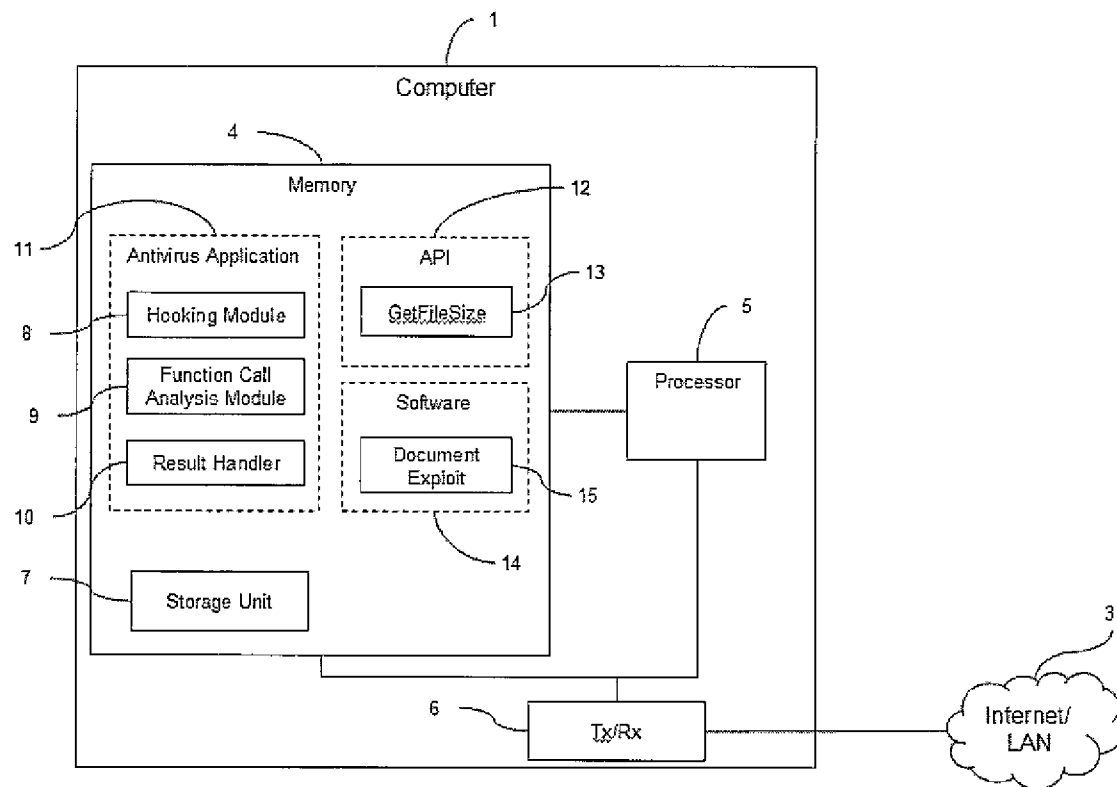 1
Computer
4
Memory
12
11
Antivirus Application
API
13
Hooking Module
GetFileSize
8
5
Function Call
Analysis Module
Software
Processor
9
Result Handler
Document
Exploit
15
10
14
7
Storage Unit
3
6
Tx/Rx
Internet/
LAN